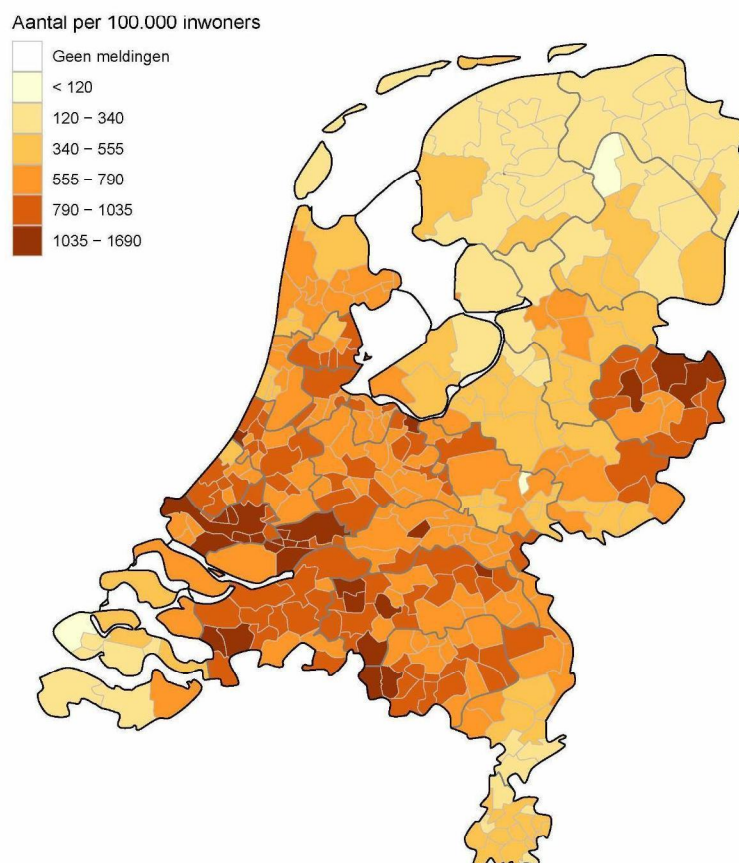 Aantal per 100.000 inwoners
Geen meldingen
< 120
120 – 340
340 – 555
555 – 790
790 – 1035
1035 – 1690